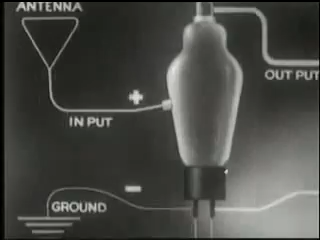 ANTENNA
OUT PUT
IN PUT
+
-
GROUND